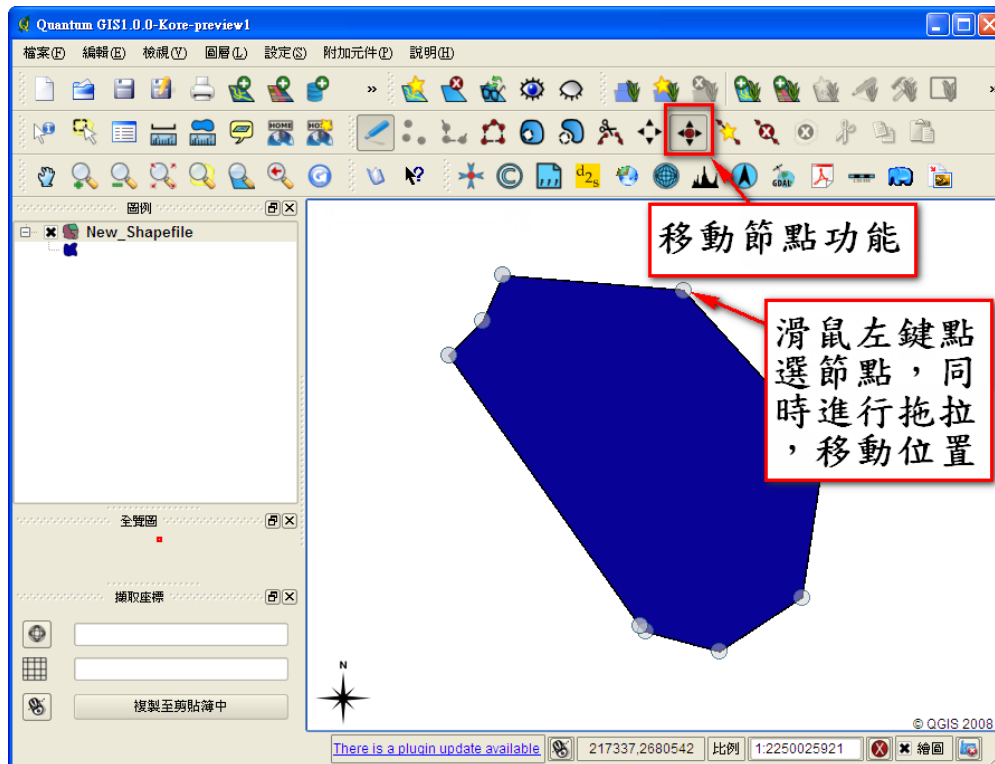 Quantum GIS1.0.0-Kore-preview1
檔案(F) 編輯(E) 檢視(V) 圖層(L) 設定(S) 附加元件(P) 說明(H)
»
»
HOME
d2s
GDAL
圖例
New_Shapefile
全覽圖
擷取座標
複製至剪貼簿中
移動節點功能
滑鼠左鍵點
選節點，同
時進行拖拉
，移動位置
N
© QGIS 2008
There is a plugin update available 217337,2680542 比例 1:2250025921 繪圖